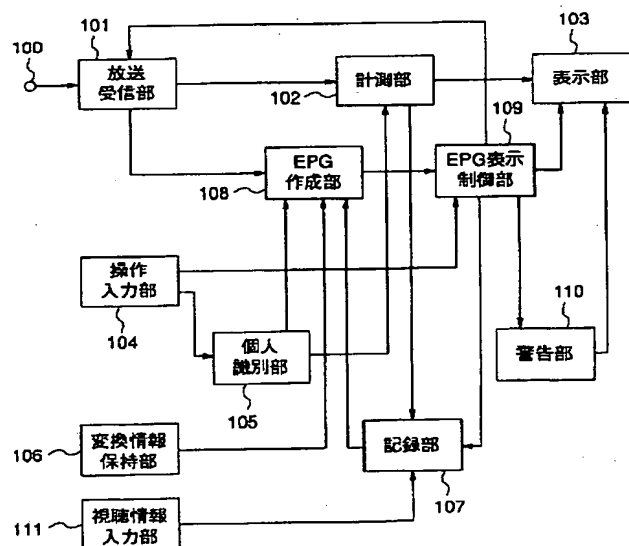 100
101
放送
受信部
計測部
102
103
表示部
109
EPG
作成部
108
EPG表示
制御部
操作
入力部
104
個人
識別部
105
110
警告部
106
変換情報
保持部
記録部
107
111
視聴情報
入力部